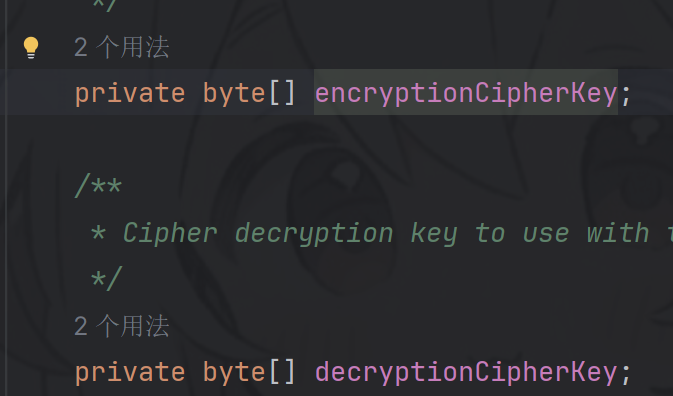 */
2 个用法
private byte[] encryptionCipherKey;
/**
* Cipher decryption key to use with
*/
2 个用法
private byte[] decryptionCipherKey;